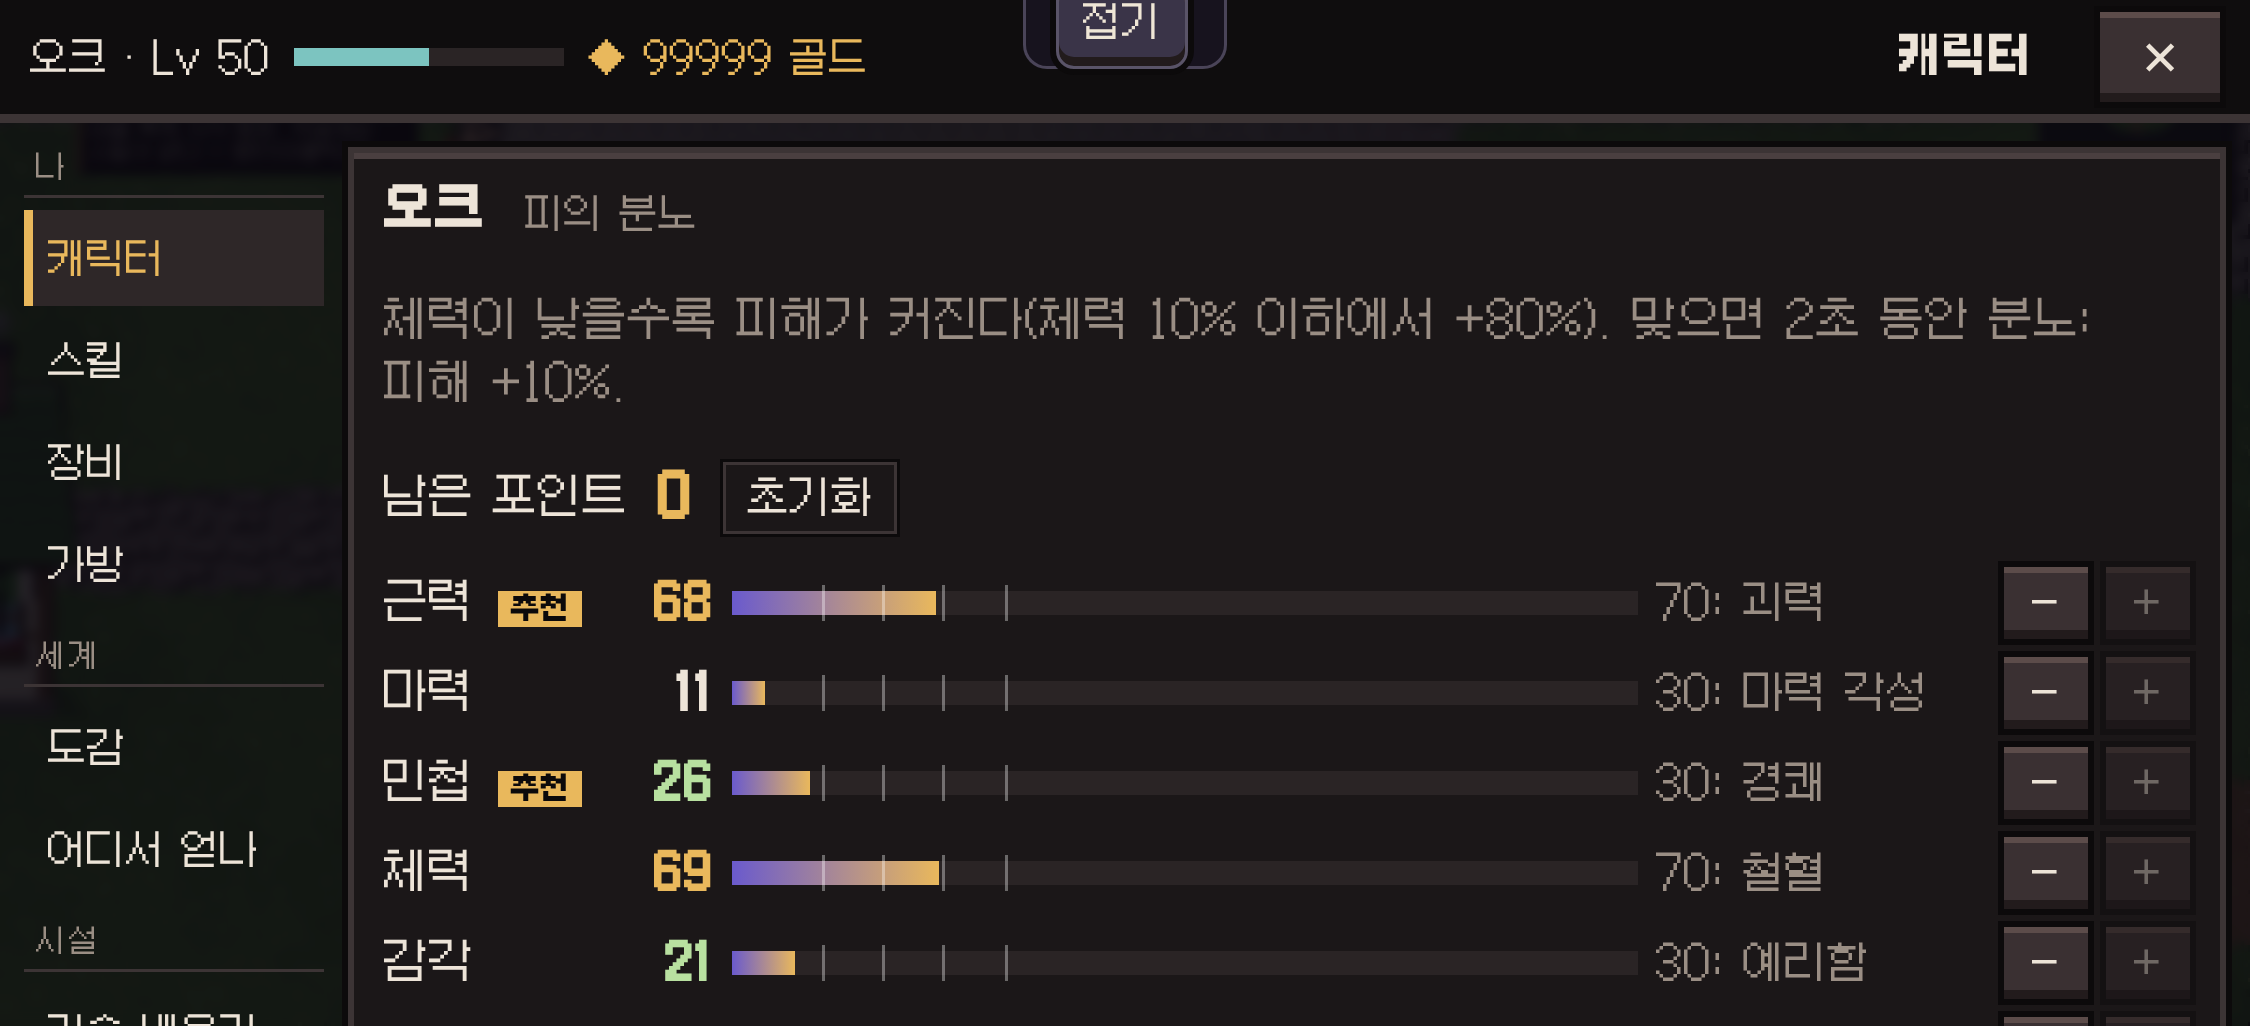 접기
오크 · Lv 50 99999 골드 캐릭터 ×
나
캐릭터
스킬
장비
가방
세계
도감
어디서 얻나
시설
오크 피의 분노
체력이 낮을수록 피해가 커진다(체력 10% 이하에서 +80%). 맞으면 2초 동안 분노:
피해 +10%.
남은 포인트 0 초기화
근력 추천 68 70: 괴력 − +
마력 11 30: 마력 각성 − +
민첩 추천 26 30: 경쾌 − +
체력 69 70: 철혈 − +
감각 21 30: 예리함 − +